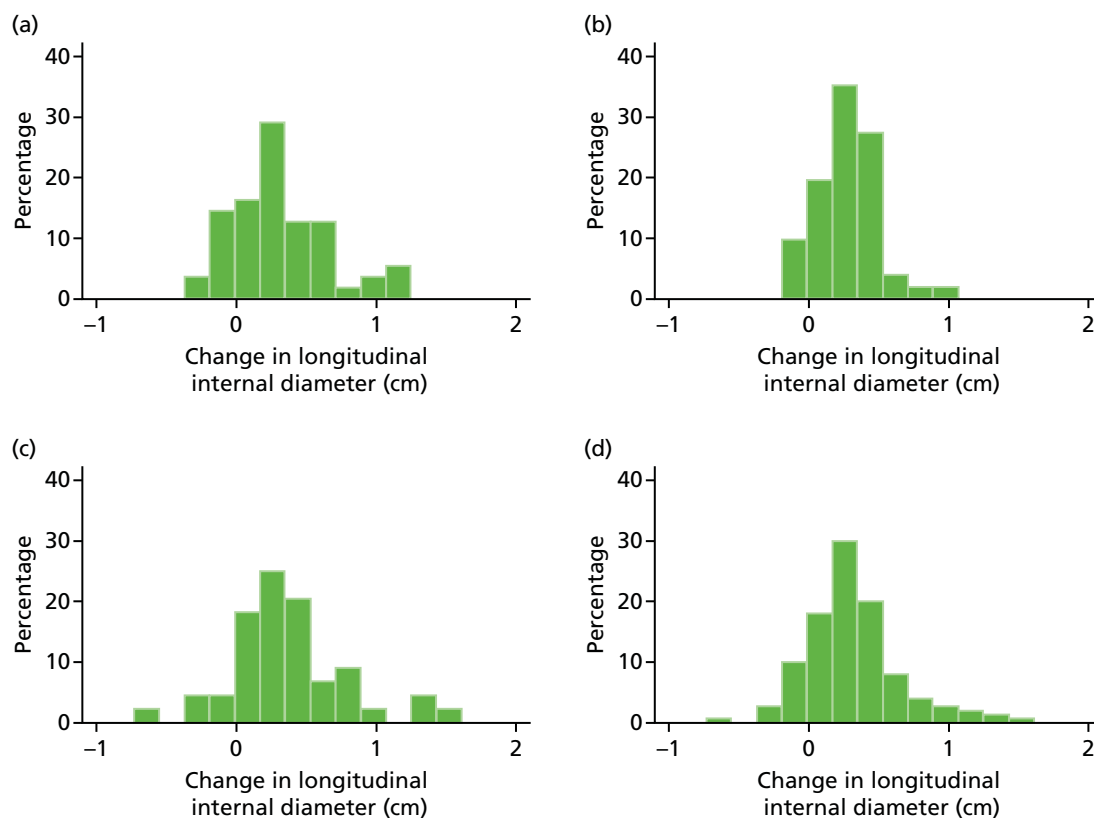 (a)
40
30
20
10
0
Percentage
−1
0
1
2
Change in longitudinal
internal diameter (cm)
(b)
40
30
20
10
0
Percentage
−1
0
1
2
Change in longitudinal
internal diameter (cm)
(c)
40
30
20
10
0
Percentage
−1
0
1
2
Change in longitudinal
internal diameter (cm)
(d)
40
30
20
10
0
Percentage
−1
0
1
2
Change in longitudinal
internal diameter (cm)